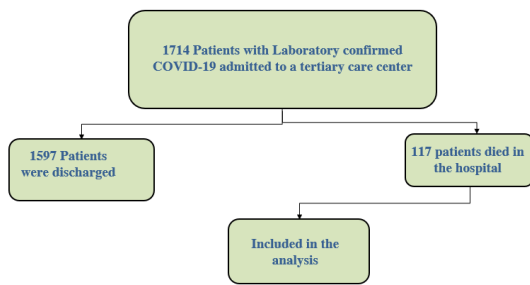 1714 Patients with Laboratory confirmed
COVID-19 admitted to a tertiary care center
1597 Patients
were discharged
117 patients died in
the hospital
Included in the
analysis